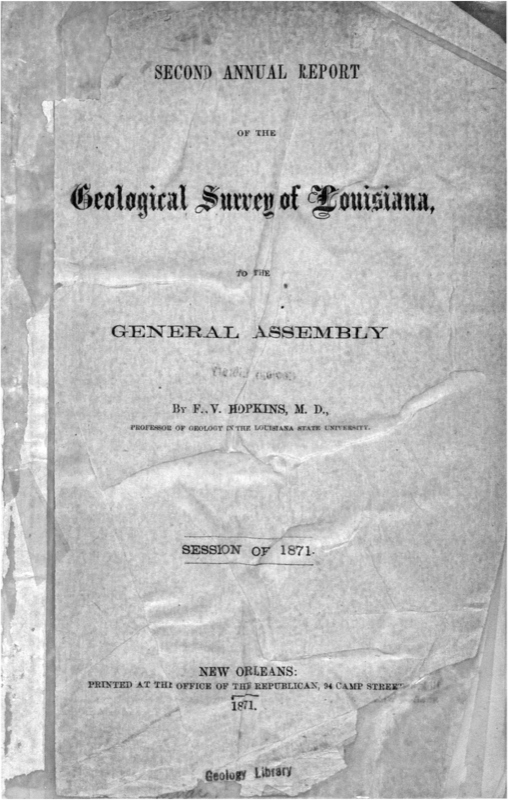 SECOND ANNUAL REPORT
OF THE
Geological Survey of Louisiana,
TO THE
GENERAL ASSEMBLY
By F. V. HOPKINS, M. D.,
PROFESSOR OF GEOLOGY IN THE LOUISIANA STATE UNIVERSITY.
SESSION OF 1871.
NEW ORLEANS:
PRINTED AT THE OFFICE OF THE REPUBLICAN, 94 CAMP STREET
1871.
Geology Library